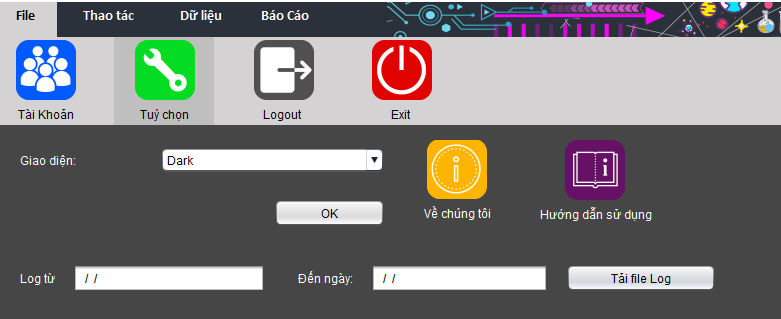 File Thao tác Dữ liệu Báo Cáo
Tài Khoản Tuỳ chọn Logout Exit
Giao diện: Dark
OK Về chúng tôi Hướng dẫn sử dụng
Log từ / / Đến ngày: / / Tải file Log